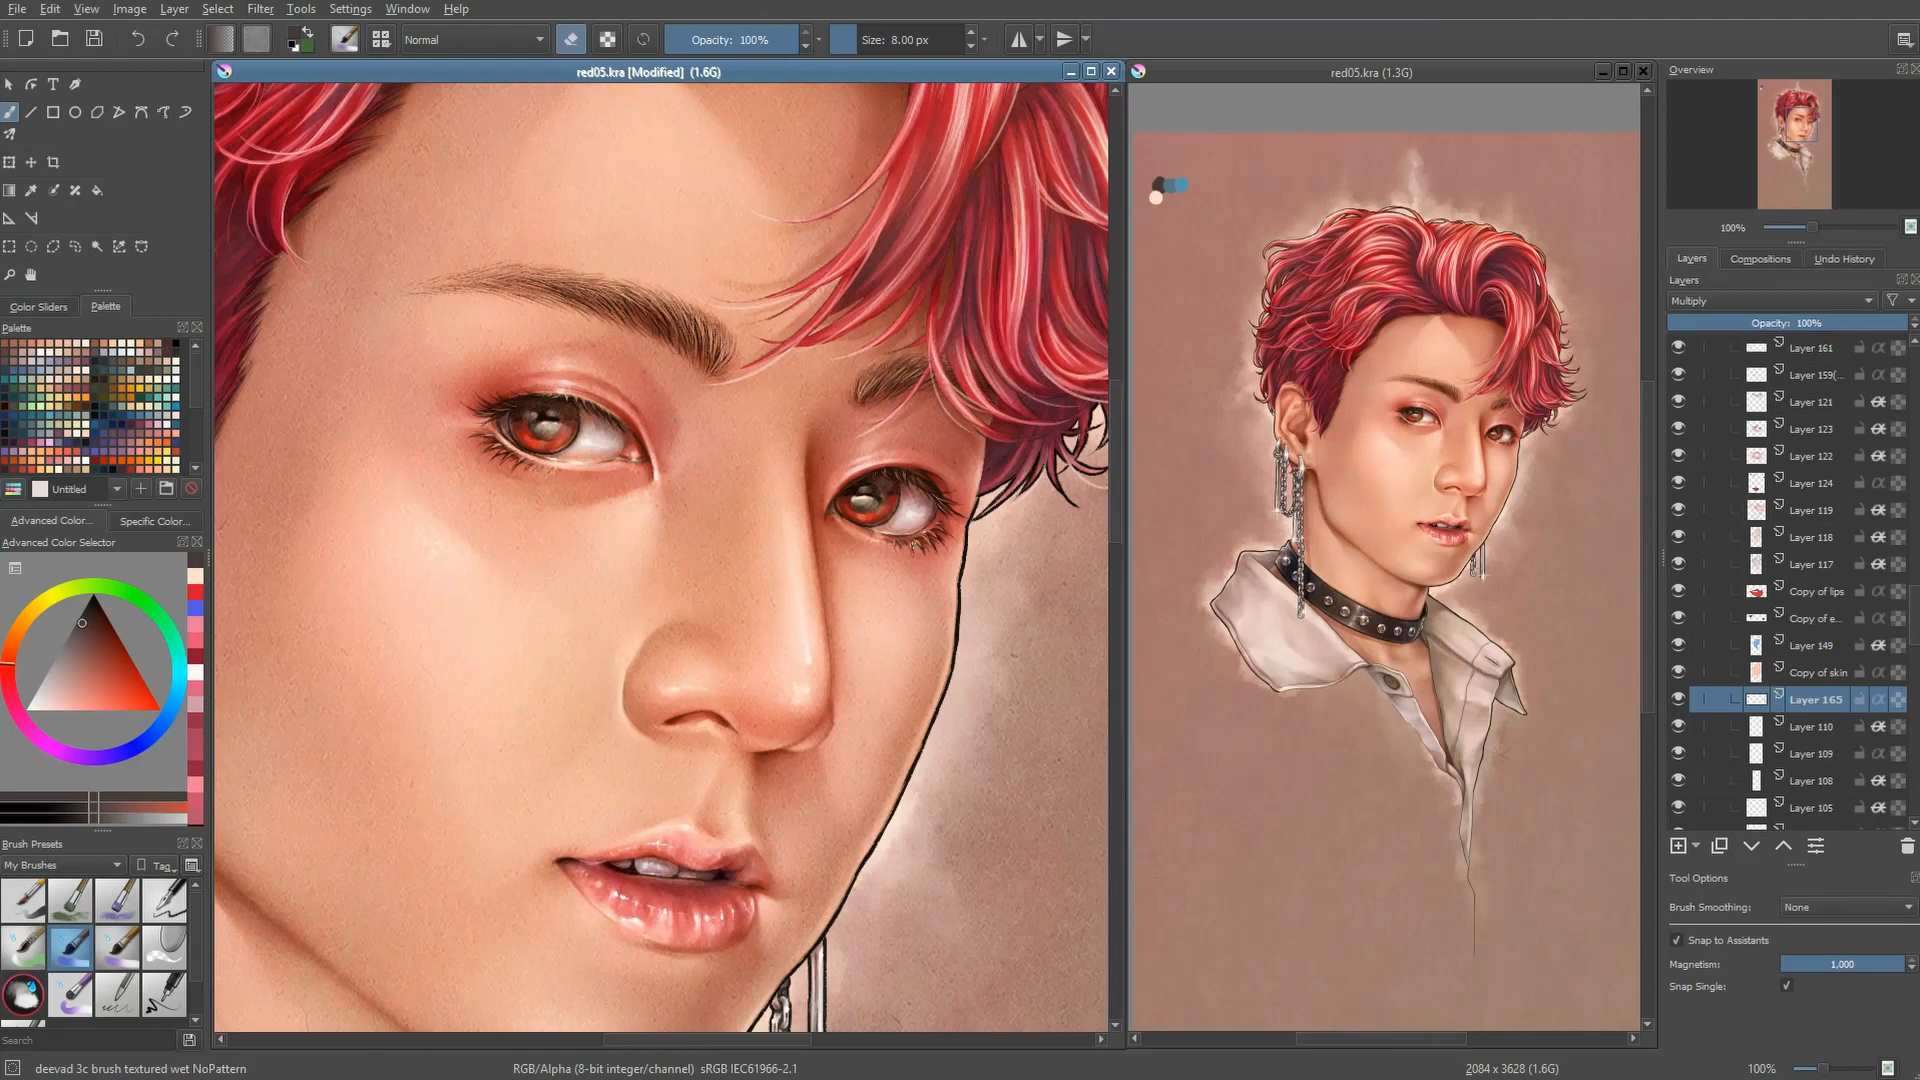 File Edit View Image Layer Select Filter Tools Settings Window Help
Normal Opacity: 100% Size: 8.00 px
red05.kra [Modified] (1.6G)
red05.kra (1.3G)
Overview
100%
Layers Compositions Undo History
Layers
Multiply
Opacity: 100%
Layer 161
Layer 159(...
Layer 121
Layer 123
Layer 122
Layer 124
Layer 119
Layer 118
Layer 117
Copy of lips
Copy of e...
Layer 149
Copy of skin
Layer 165
Layer 110
Layer 109
Layer 108
Layer 105
Tool Options
Brush Smoothing: None
Snap to Assistants
Magnetism: 1,000
Snap Single:
Color Sliders Palette
Palette
Untitled
Advanced Color... Specific Color...
Advanced Color Selector
Brush Presets
My Brushes Tag
Search
deevad 3c brush textured wet NoPattern
RGB/Alpha (8-bit integer/channel) sRGB IEC61966-2.1
2084 x 3628 (1.6G)
100%